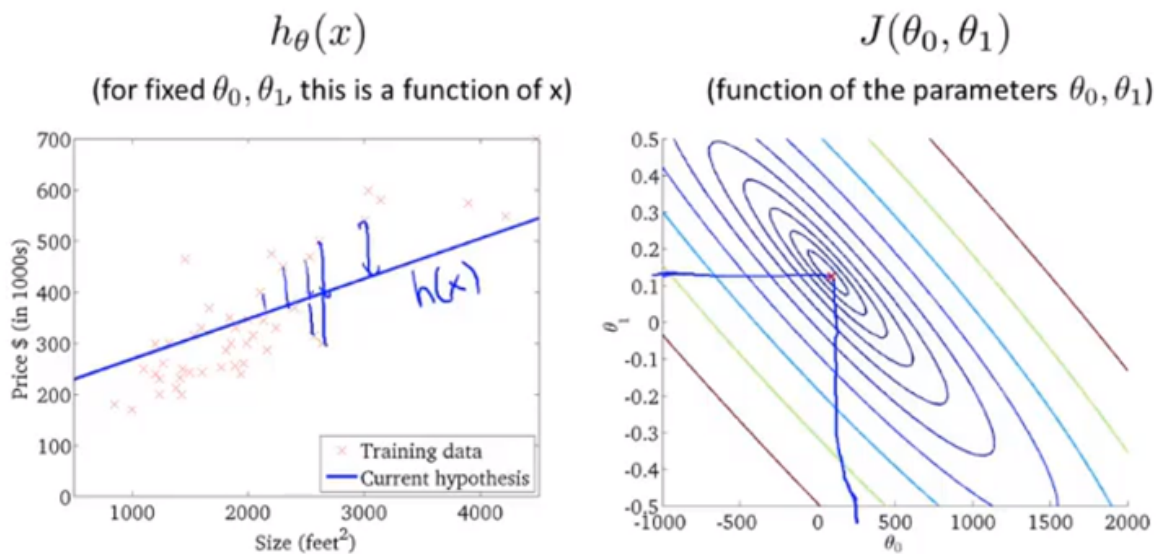 h_θ(x)
(for fixed θ₀, θ₁, this is a function of x)
700
600
500
400
300
200
100
0
Price $ (in 1000s)
1000 2000 3000 4000
Size (feet²)
h(x)
Training data
Current hypothesis
J(θ₀, θ₁)
(function of the parameters θ₀, θ₁)
0.5
0.4
0.3
0.2
0.1
0
-0.1
-0.2
-0.3
-0.4
-0.5
θ₁
-1000 -500 0 500 1000 1500 2000
θ₀